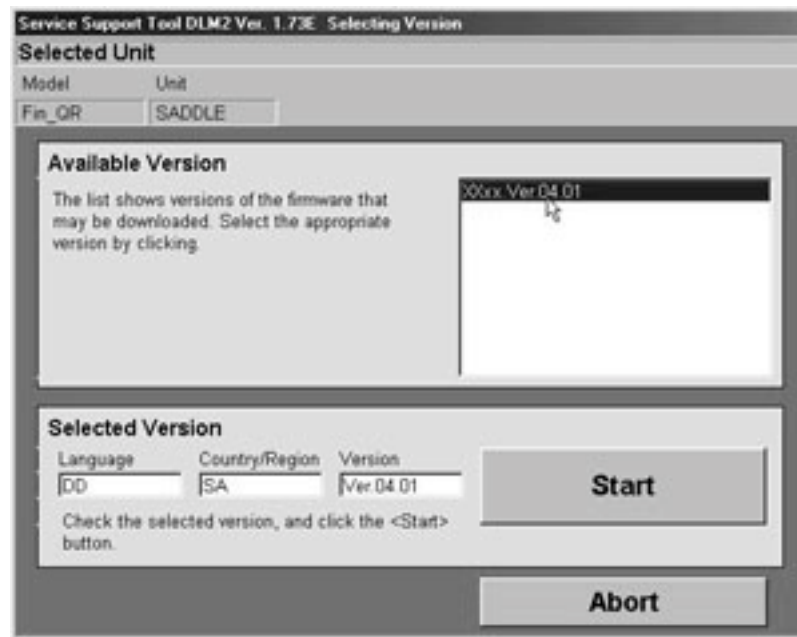 Service Support Tool DLM2 Ver. 1.73E Selecting Version
Selected Unit
Model Unit
Fin_QR SADDLE
Available Version
The list shows versions of the firmware that
may be downloaded. Select the appropriate
version by clicking.
XXxx.Ver.04.01
Selected Version
Language Country/Region Version
DD SA Ver.04.01
Check the selected version, and click the <Start>
button.
Start
Abort